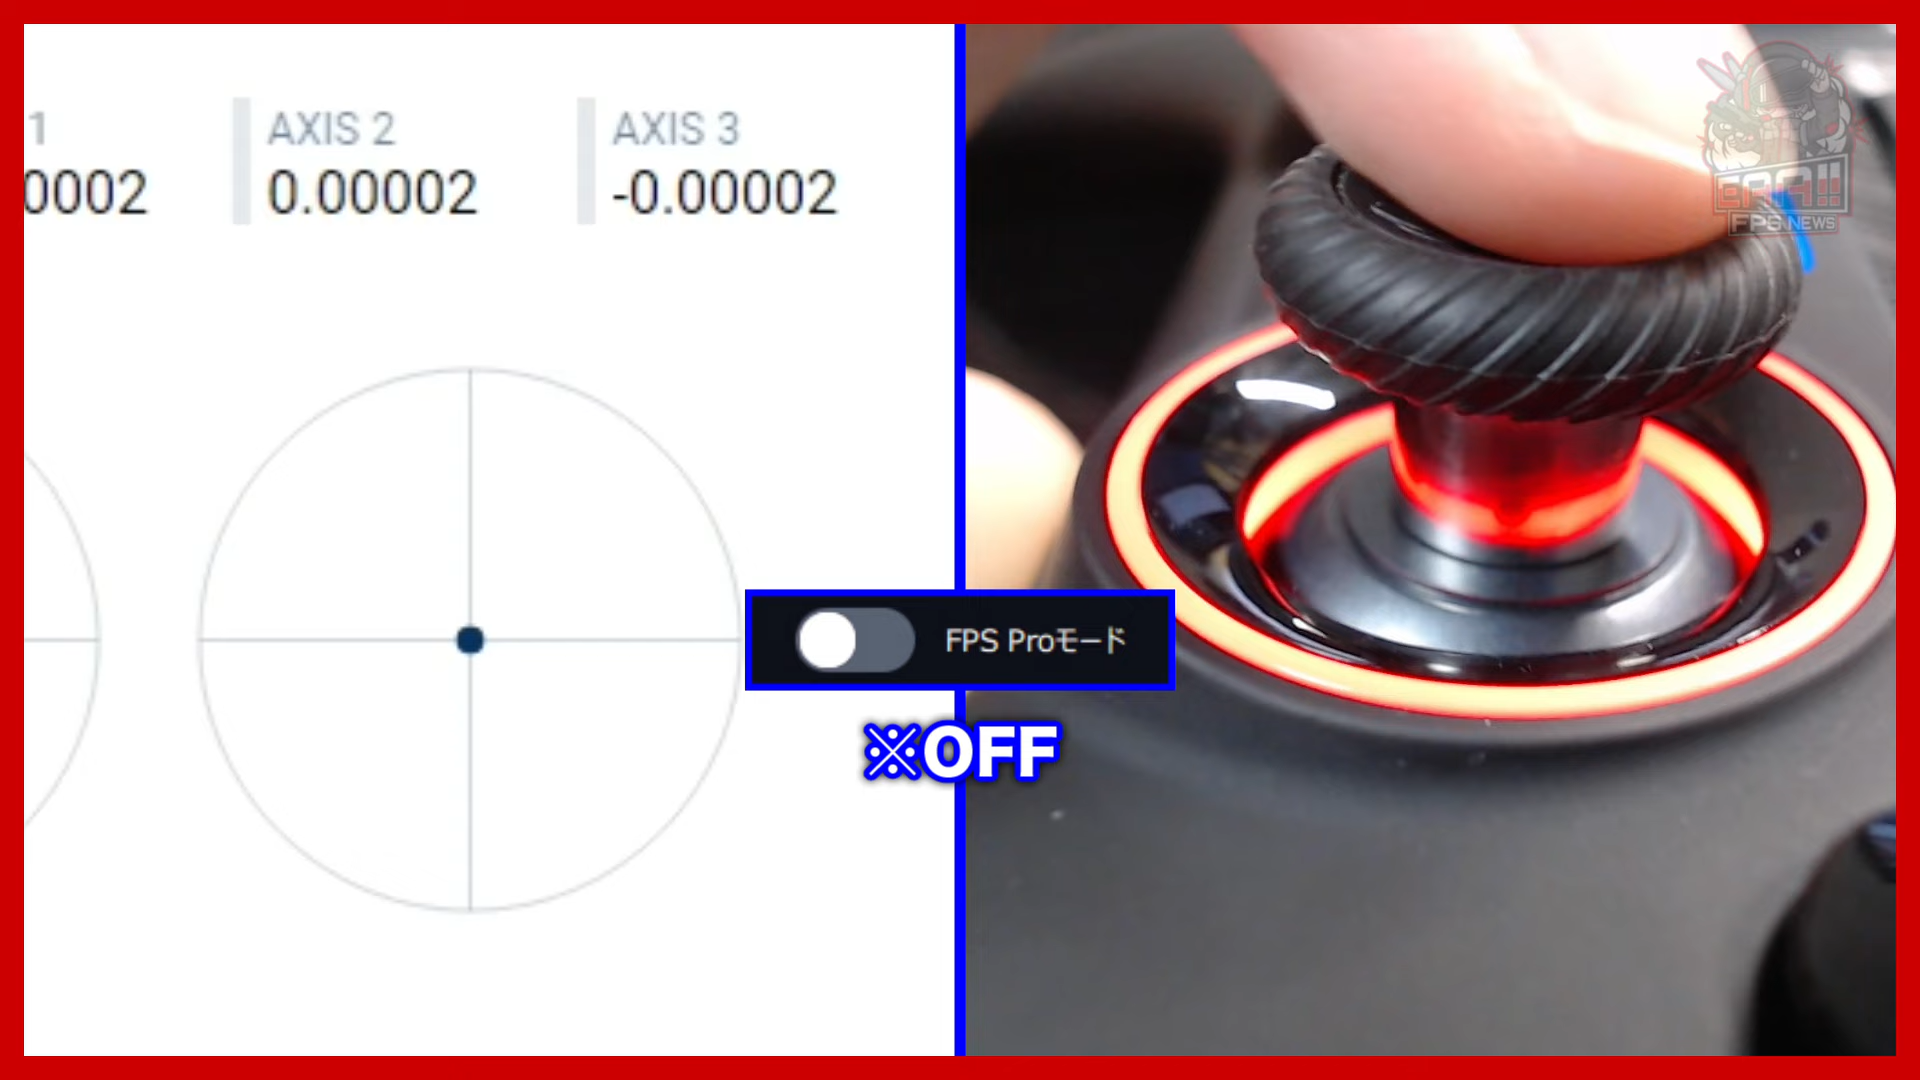 1
0002
AXIS 2
0.00002
AXIS 3
-0.00002
EAA!!
FPS NEWS
FPS Proモード
※OFF